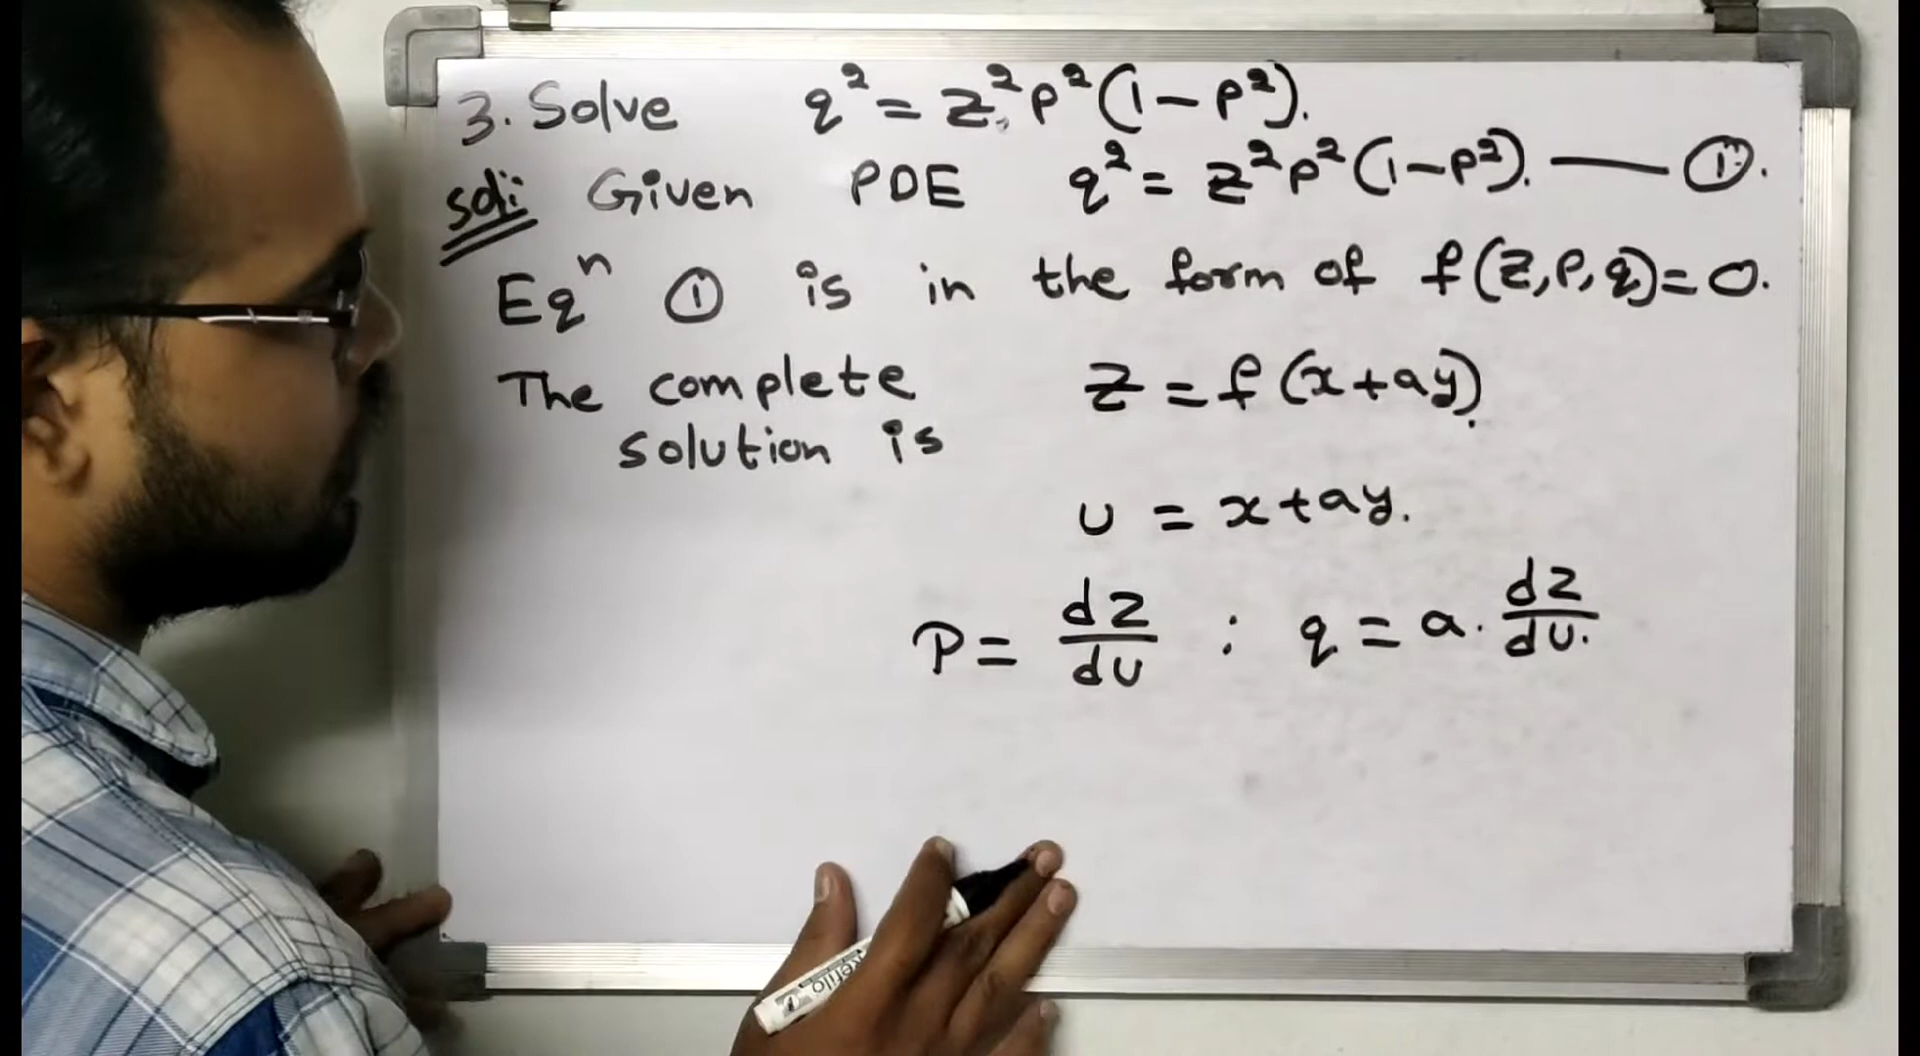 3. Solve q² = z²p²(1-p²).
Sol: Given PDE q² = z²p²(1-p²). —— ①.
Eqⁿ ① is in the form of f(z,p,q)=0.
The complete solution is z = f(x+ay).
u = x+ay.
P = dz/du ; q = a. dz/du.